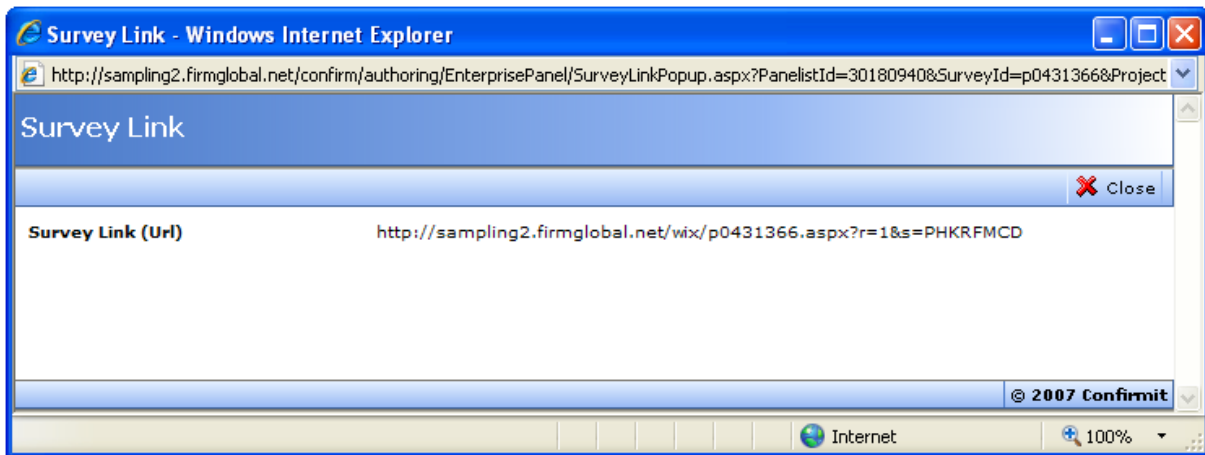 Survey Link - Windows Internet Explorer
http://sampling2.firmglobal.net/confirm/authoring/EnterprisePanel/SurveyLinkPopup.aspx?PanelistId=30180940&SurveyId=p0431366&Project
Survey Link
Close
Survey Link (Url) http://sampling2.firmglobal.net/wix/p0431366.aspx?r=1&s=PHKRFMCD
© 2007 Confirmit
Internet 100%